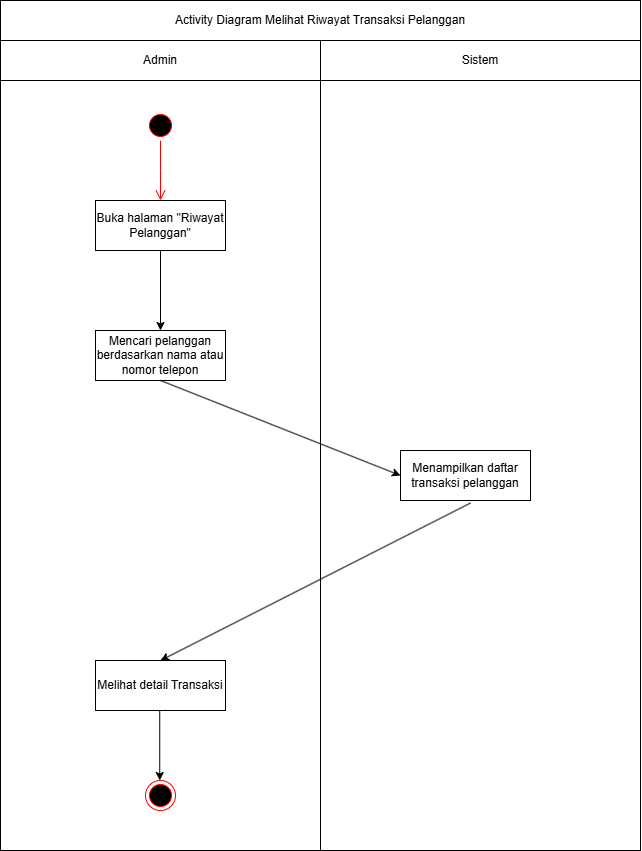 Activity Diagram Melihat Riwayat Transaksi Pelanggan
Admin
Sistem
Buka halaman "Riwayat
Pelanggan"
Mencari pelanggan
berdasarkan nama atau
nomor telepon
Menampilkan daftar
transaksi pelanggan
Melihat detail Transaksi